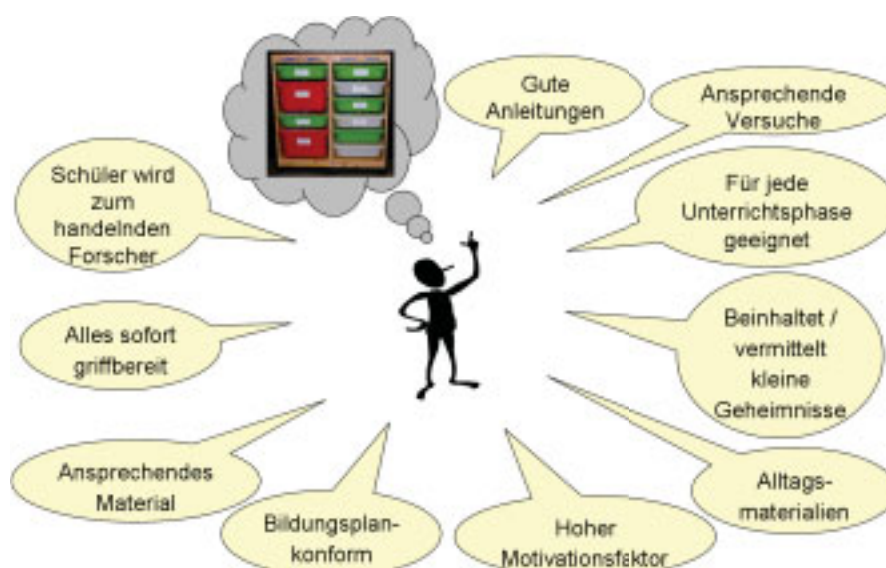 Gute
Anleitungen
Ansprechende
Versuche
Für jede
Unterrichtsphase
geeignet
Beinhaltet /
vermittelt
kleine
Geheimnisse
Alltags-
materialien
Hoher
Motivationsfaktor
Bildungsplan-
konform
Ansprechendes
Material
Alles sofort
griffbereit
Schüler wird
zum
handelnden
Forscher